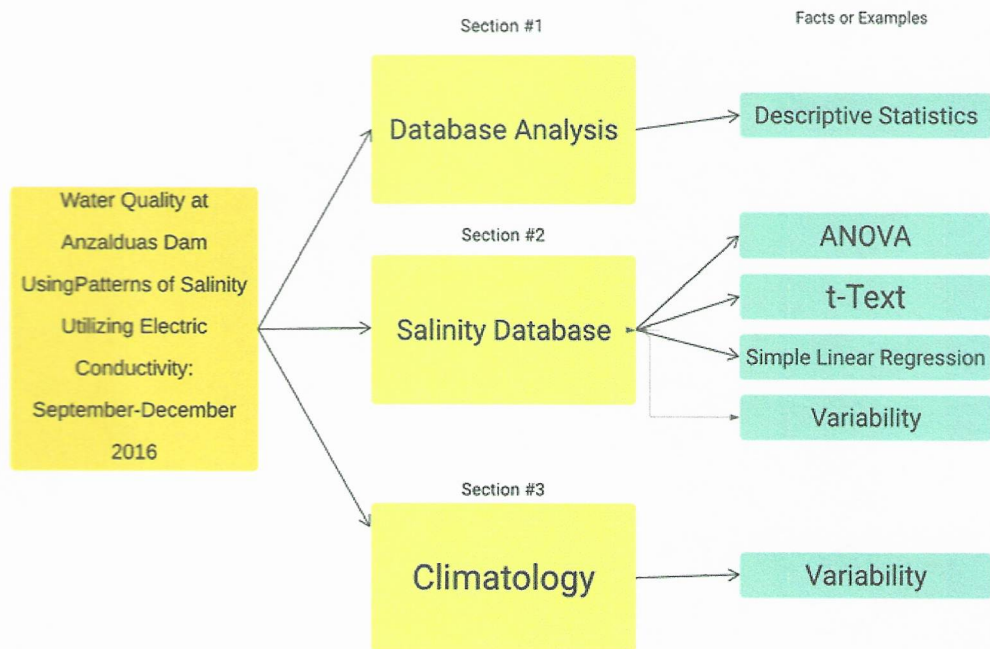 Water Quality at
Anzalduas Dam
UsingPatterns of Salinity
Utilizing Electric
Conductivity:
September-December
2016
Section #1
Database Analysis
Section #2
Salinity Database
Section #3
Climatology
Facts or Examples
Descriptive Statistics
ANOVA
t-Text
Simple Linear Regression
Variability
Variability